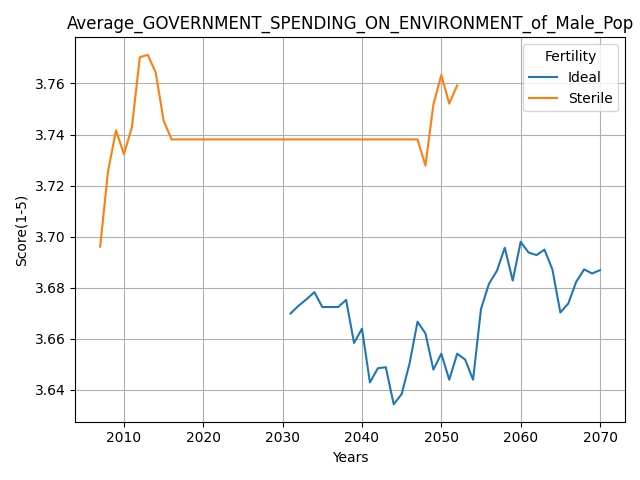 Average_GOVERNMENT_SPENDING_ON_ENVIRONMENT_of_Male_Pop
Fertility
Ideal
Sterile
Score(1-5)
3.76
3.74
3.72
3.70
3.68
3.66
3.64
2010 2020 2030 2040 2050 2060 2070
Years